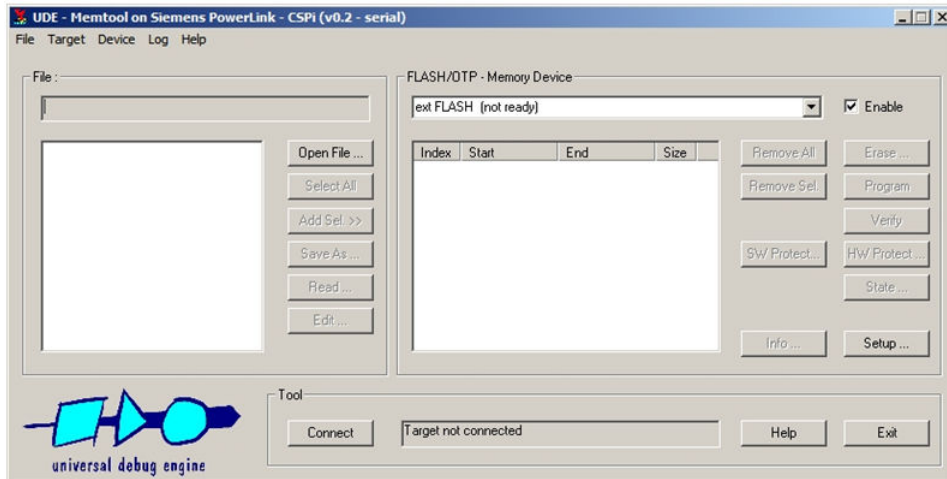 UDE - Memtool on Siemens PowerLink - CSPi (v0.2 - serial)
File Target Device Log Help
File :
Open File ...
Select All
Add Sel. >>
Save As ...
Read ...
Edit ...
FLASH/OTP - Memory Device
ext FLASH (not ready)
Enable
Index Start End Size
Remove All
Erase ...
Remove Sel.
Program
Verify
SW Protect...
HW Protect ...
State ...
Info ...
Setup ...
universal debug engine
Tool
Connect
Target not connected
Help
Exit